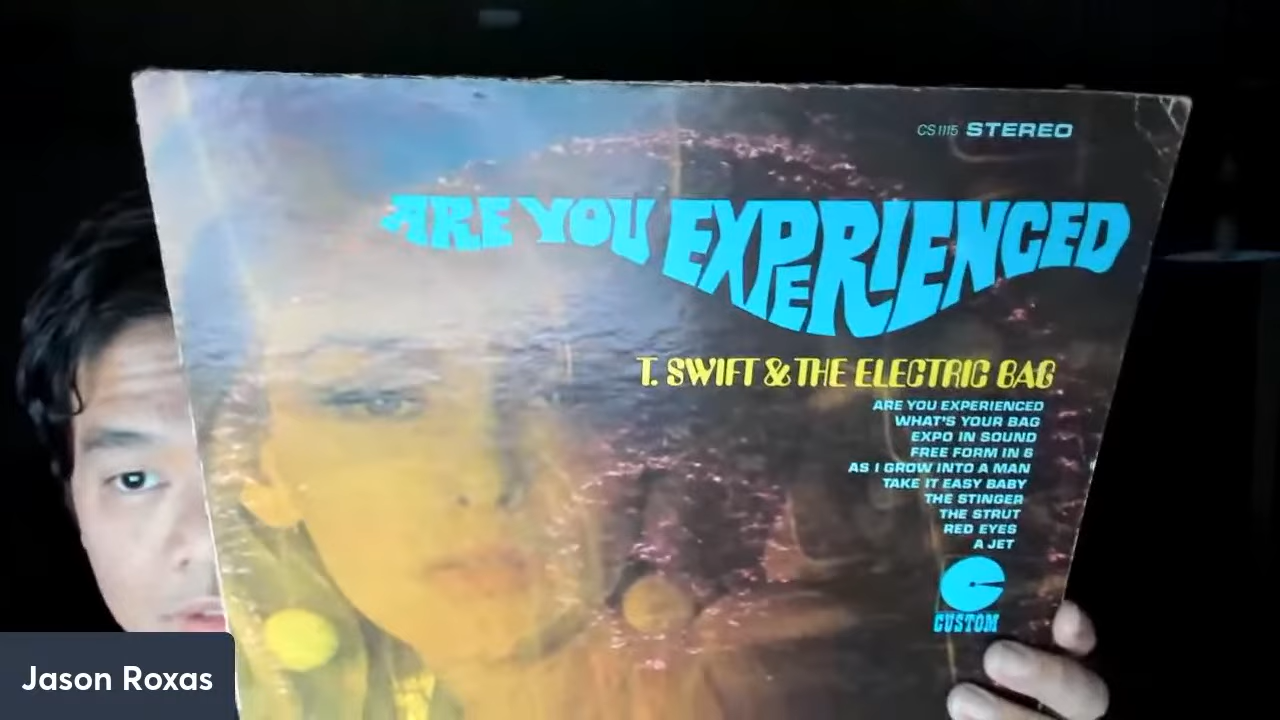 CS 1115 STEREO
ARE YOU EXPERIENCED
T. SWIFT & THE ELECTRIC BAG
ARE YOU EXPERIENCED
WHAT'S YOUR BAG
EXPO IN SOUND
FREE FORM IN 6
AS I GROW INTO A MAN
TAKE IT EASY BABY
THE STINGER
THE STRUT
RED EYES
A JET
C
CUSTOM
Jason Roxas